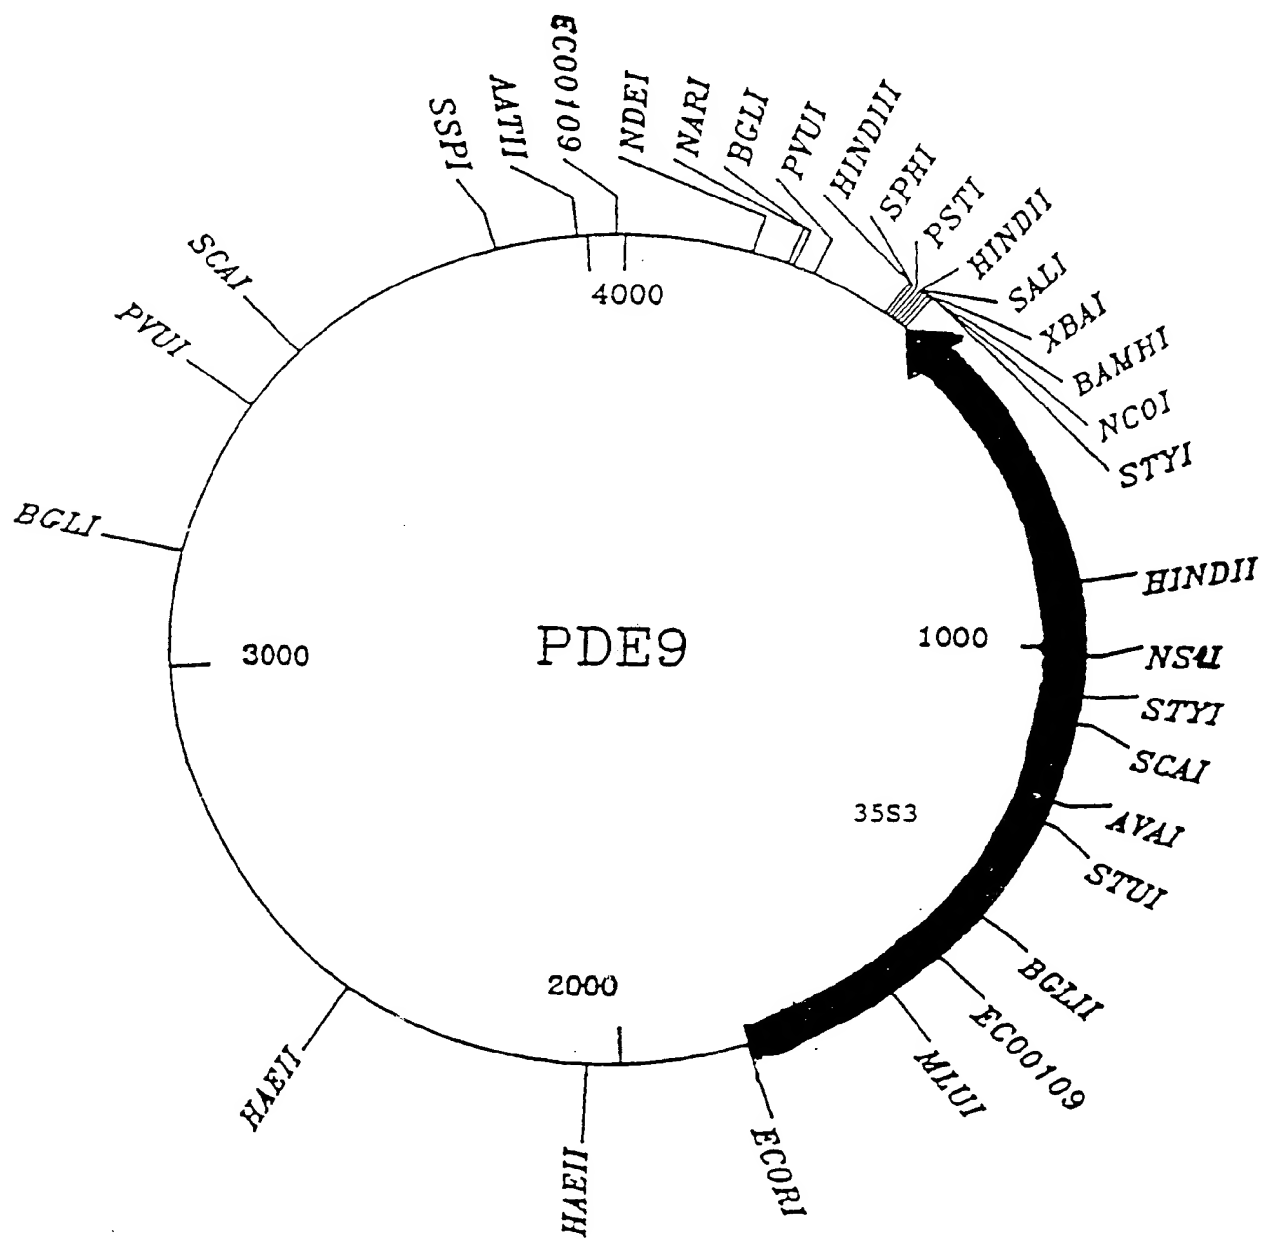 SSPI
AATII
ECO0109
NDEI
NARI
BGLI
PVUI
HINDIII
SPHI
PSTI
HINDII
SALI
XBAI
BAMHI
NCOI
STYI
HINDII
NSiI
STYI
SCAI
AVAI
STUI
BGLII
ECO0109
MLUI
ECORI
HAEII
HAEII
BGLI
PVUI
SCAI
4000
1000
2000
3000
PDE9
35S3